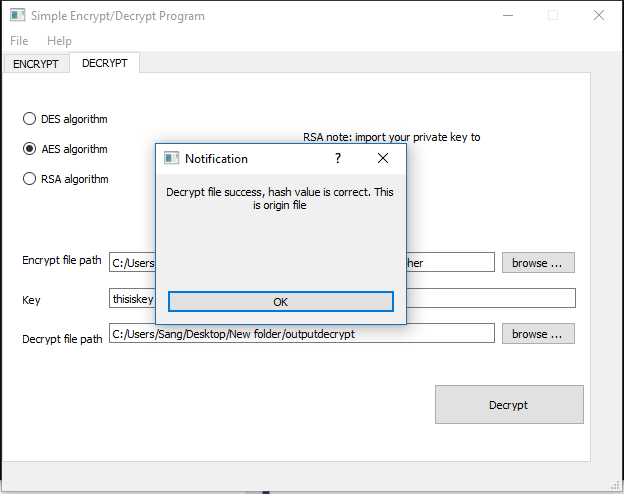 Simple Encrypt/Decrypt Program
File Help
ENCRYPT DECRYPT
DES algorithm
AES algorithm
RSA algorithm
RSA note: import your private key to
Notification ?
Decrypt file success, hash value is correct. This
is origin file
OK
Encrypt file path C:/Users her browse ...
Key thisiskey
Decrypt file path C:/Users/Sang/Desktop/New folder/outputdecrypt browse ...
Decrypt